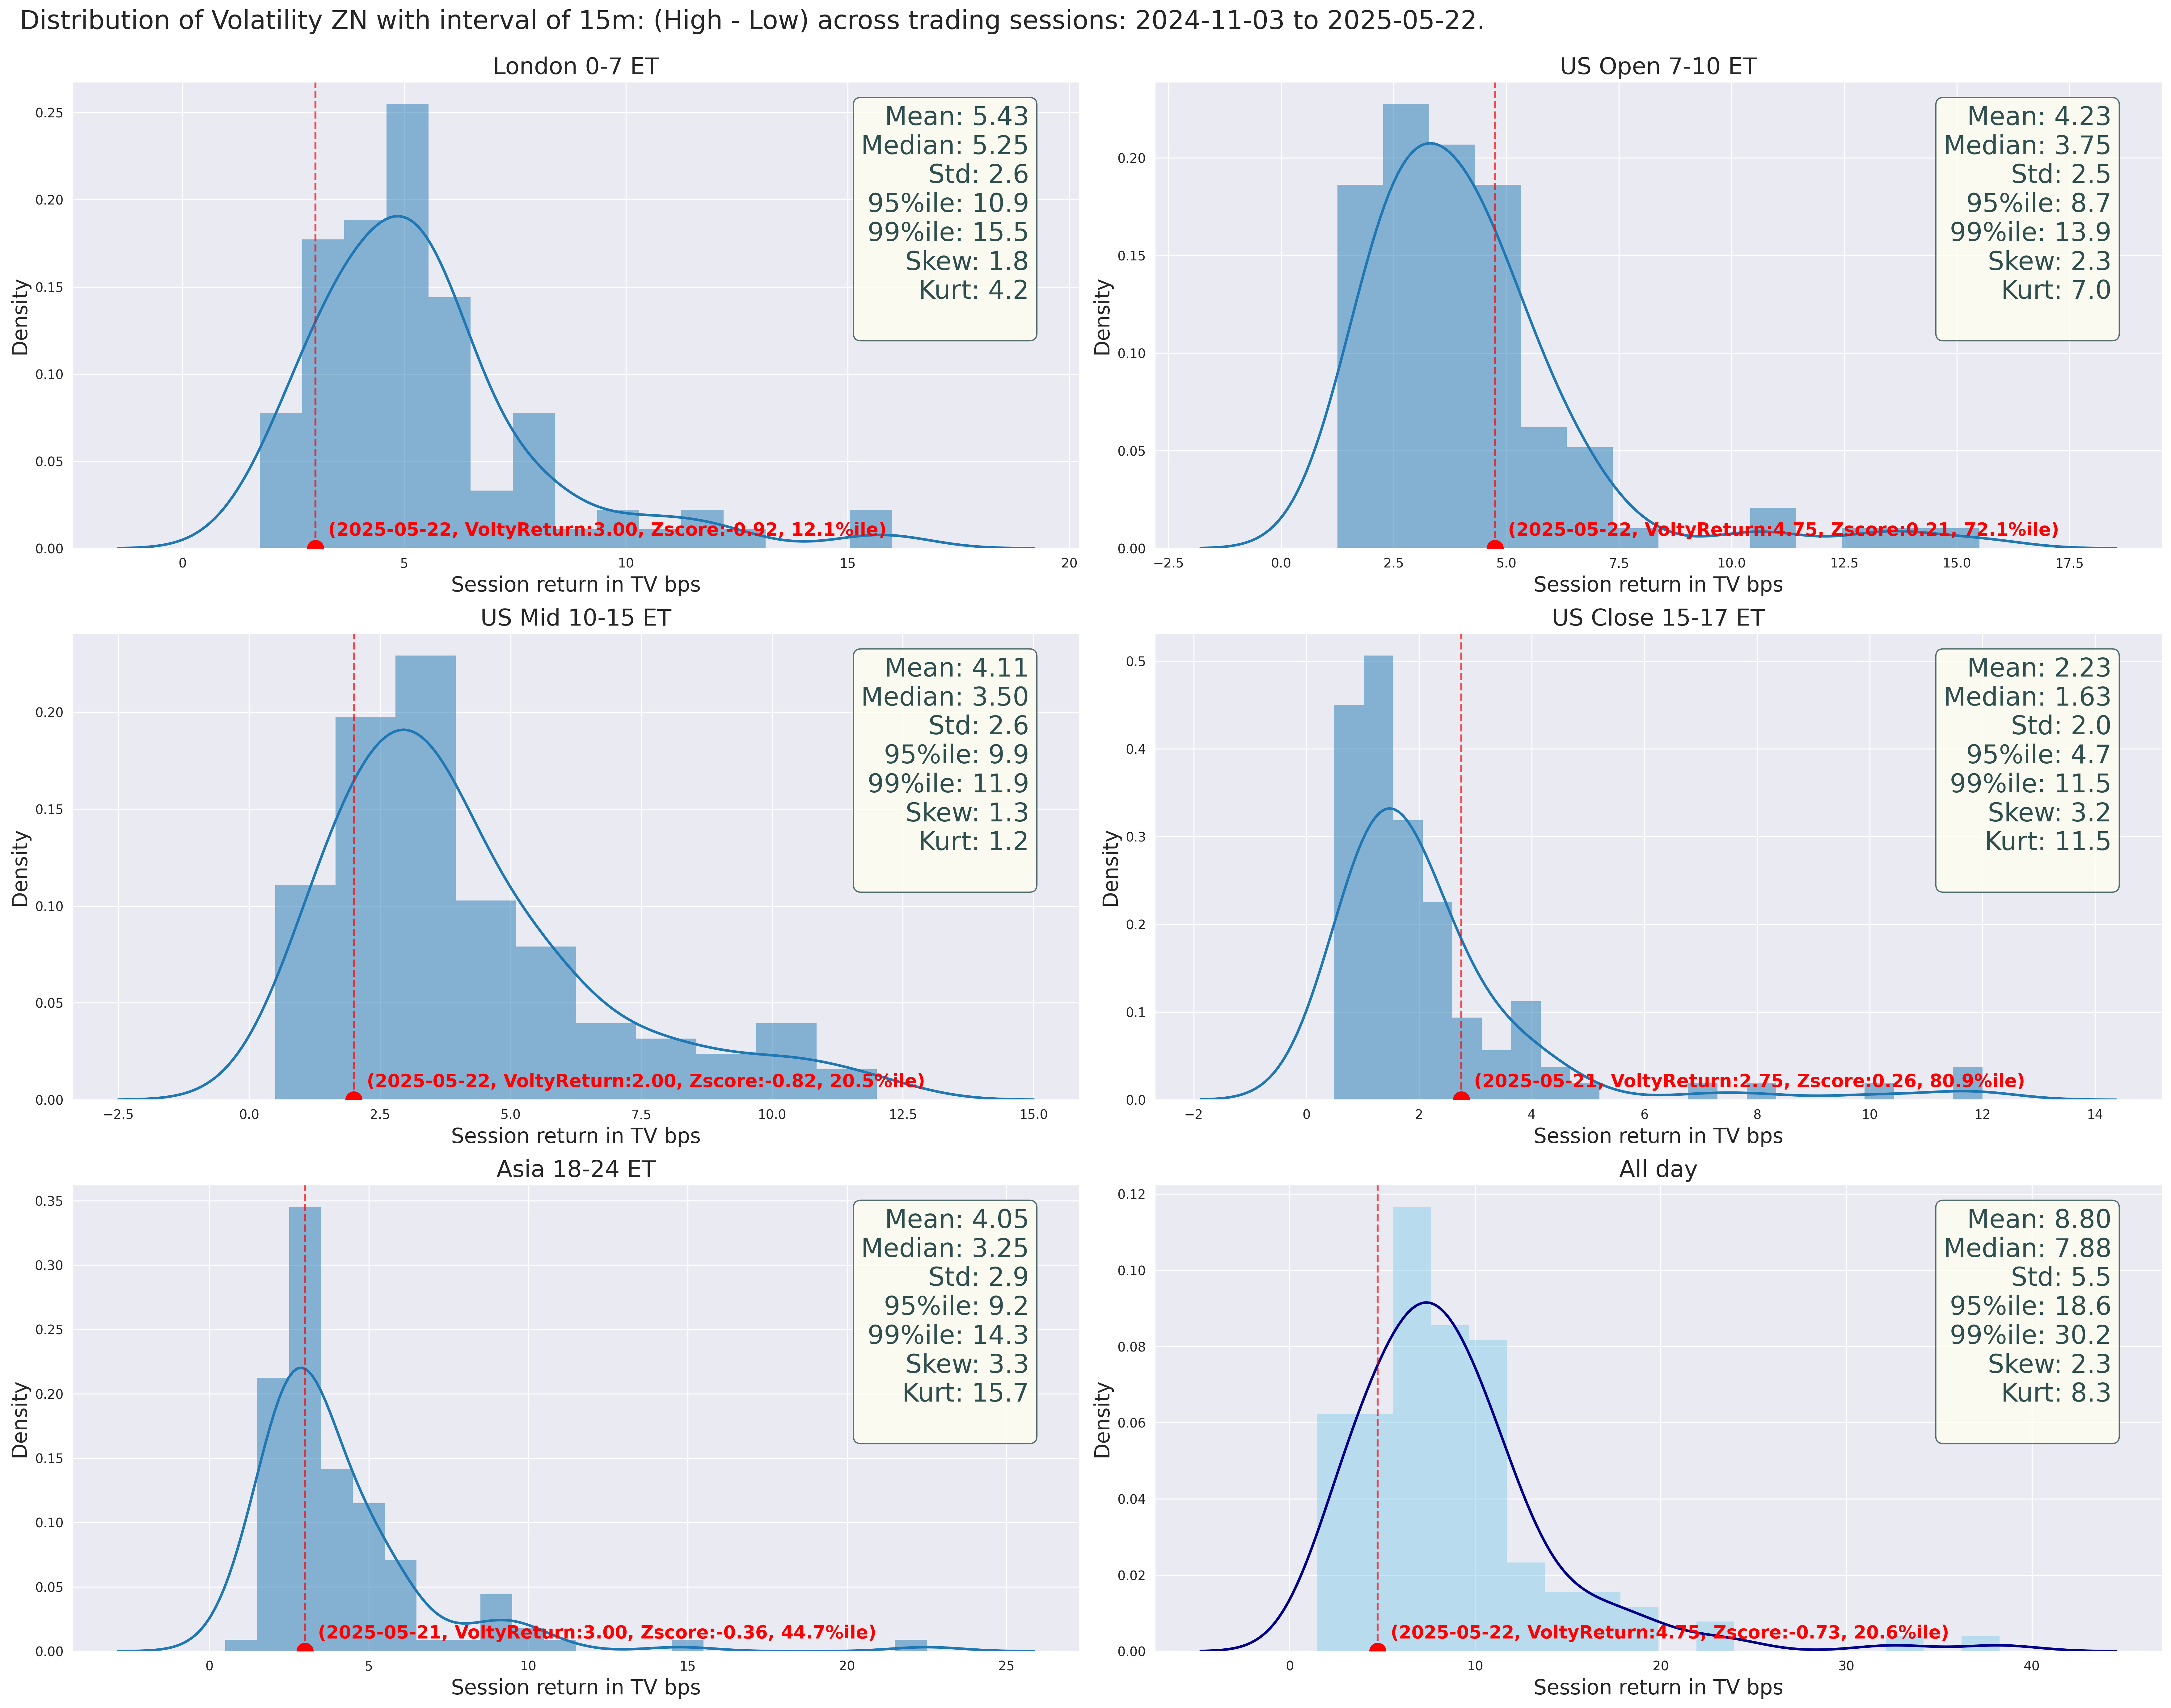 Distribution of Volatility ZN with interval of 15m: (High - Low) across trading sessions: 2024-11-03 to 2025-05-22.
London 0-7 ET
Density
0.25
0.20
0.15
0.10
0.05
0.00
Mean: 5.43
Median: 5.25
Std: 2.6
95%ile: 10.9
99%ile: 15.5
Skew: 1.8
Kurt: 4.2
(2025-05-22, VoltyReturn:3.00, Zscore:-0.92, 12.1%ile)
0 5 10 15 20
Session return in TV bps
US Open 7-10 ET
Density
0.20
0.15
0.10
0.05
0.00
Mean: 4.23
Median: 3.75
Std: 2.5
95%ile: 8.7
99%ile: 13.9
Skew: 2.3
Kurt: 7.0
(2025-05-22, VoltyReturn:4.75, Zscore:0.21, 72.1%ile)
−2.5 0.0 2.5 5.0 7.5 10.0 12.5 15.0 17.5
Session return in TV bps
US Mid 10-15 ET
Density
0.20
0.15
0.10
0.05
0.00
Mean: 4.11
Median: 3.50
Std: 2.6
95%ile: 9.9
99%ile: 11.9
Skew: 1.3
Kurt: 1.2
(2025-05-22, VoltyReturn:2.00, Zscore:-0.82, 20.5%ile)
−2.5 0.0 2.5 5.0 7.5 10.0 12.5 15.0
Session return in TV bps
US Close 15-17 ET
Density
0.5
0.4
0.3
0.2
0.1
0.0
Mean: 2.23
Median: 1.63
Std: 2.0
95%ile: 4.7
99%ile: 11.5
Skew: 3.2
Kurt: 11.5
(2025-05-21, VoltyReturn:2.75, Zscore:0.26, 80.9%ile)
−2 0 2 4 6 8 10 12 14
Session return in TV bps
Asia 18-24 ET
Density
0.35
0.30
0.25
0.20
0.15
0.10
0.05
0.00
Mean: 4.05
Median: 3.25
Std: 2.9
95%ile: 9.2
99%ile: 14.3
Skew: 3.3
Kurt: 15.7
(2025-05-21, VoltyReturn:3.00, Zscore:-0.36, 44.7%ile)
0 5 10 15 20 25
Session return in TV bps
All day
Density
0.12
0.10
0.08
0.06
0.04
0.02
0.00
Mean: 8.80
Median: 7.88
Std: 5.5
95%ile: 18.6
99%ile: 30.2
Skew: 2.3
Kurt: 8.3
(2025-05-22, VoltyReturn:4.75, Zscore:-0.73, 20.6%ile)
0 10 20 30 40
Session return in TV bps